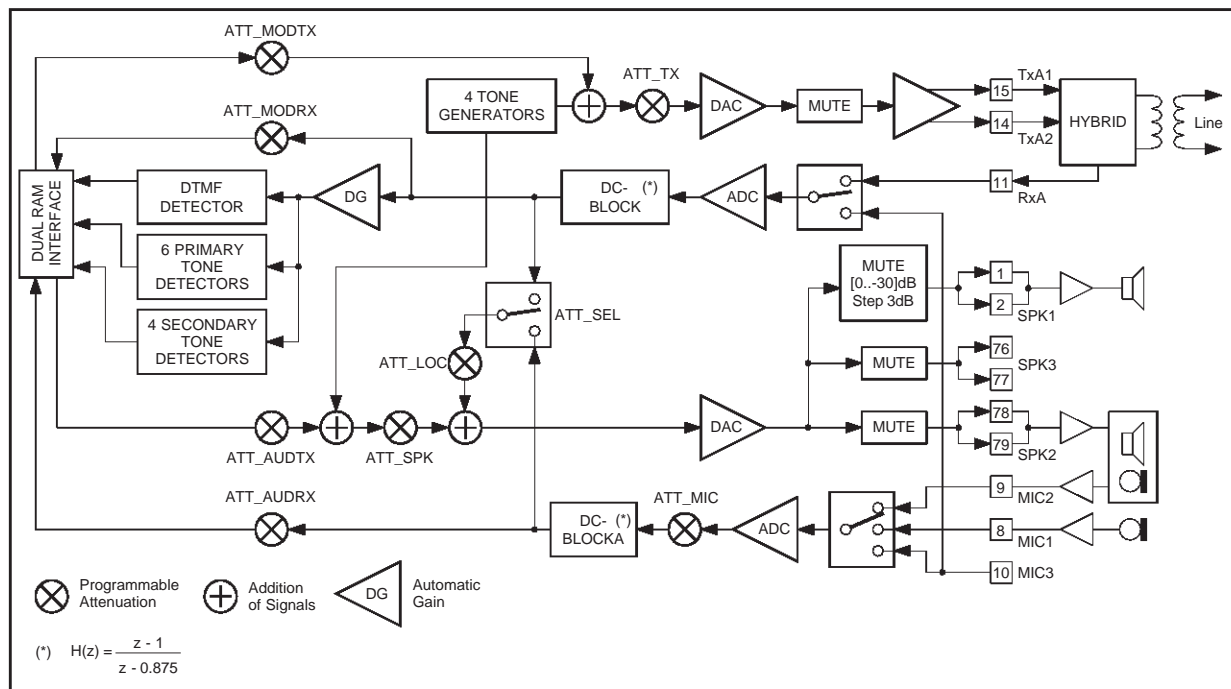 ATT_MODTX
ATT_MODRX
4 TONE
GENERATORS
ATT_TX
DAC
MUTE
15
TxA1
14
TxA2
HYBRID
Line
DUAL RAM
INTERFACE
DTMF
DETECTOR
DG
DC- (*)
BLOCK
ADC
11
RxA
6 PRIMARY
TONE
DETECTORS
4 SECONDARY
TONE
DETECTORS
ATT_SEL
ATT_LOC
MUTE
[0..-30]dB
Step 3dB
1
2
SPK1
MUTE
76
77
SPK3
ATT_AUDTX
ATT_SPK
DAC
MUTE
78
79
SPK2
ATT_AUDRX
DC- (*)
BLOCKA
ATT_MIC
ADC
9
MIC2
8
MIC1
10
MIC3
Programmable
Attenuation
Addition
of Signals
DG
Automatic
Gain
(*) H(z) = z - 1
z - 0.875